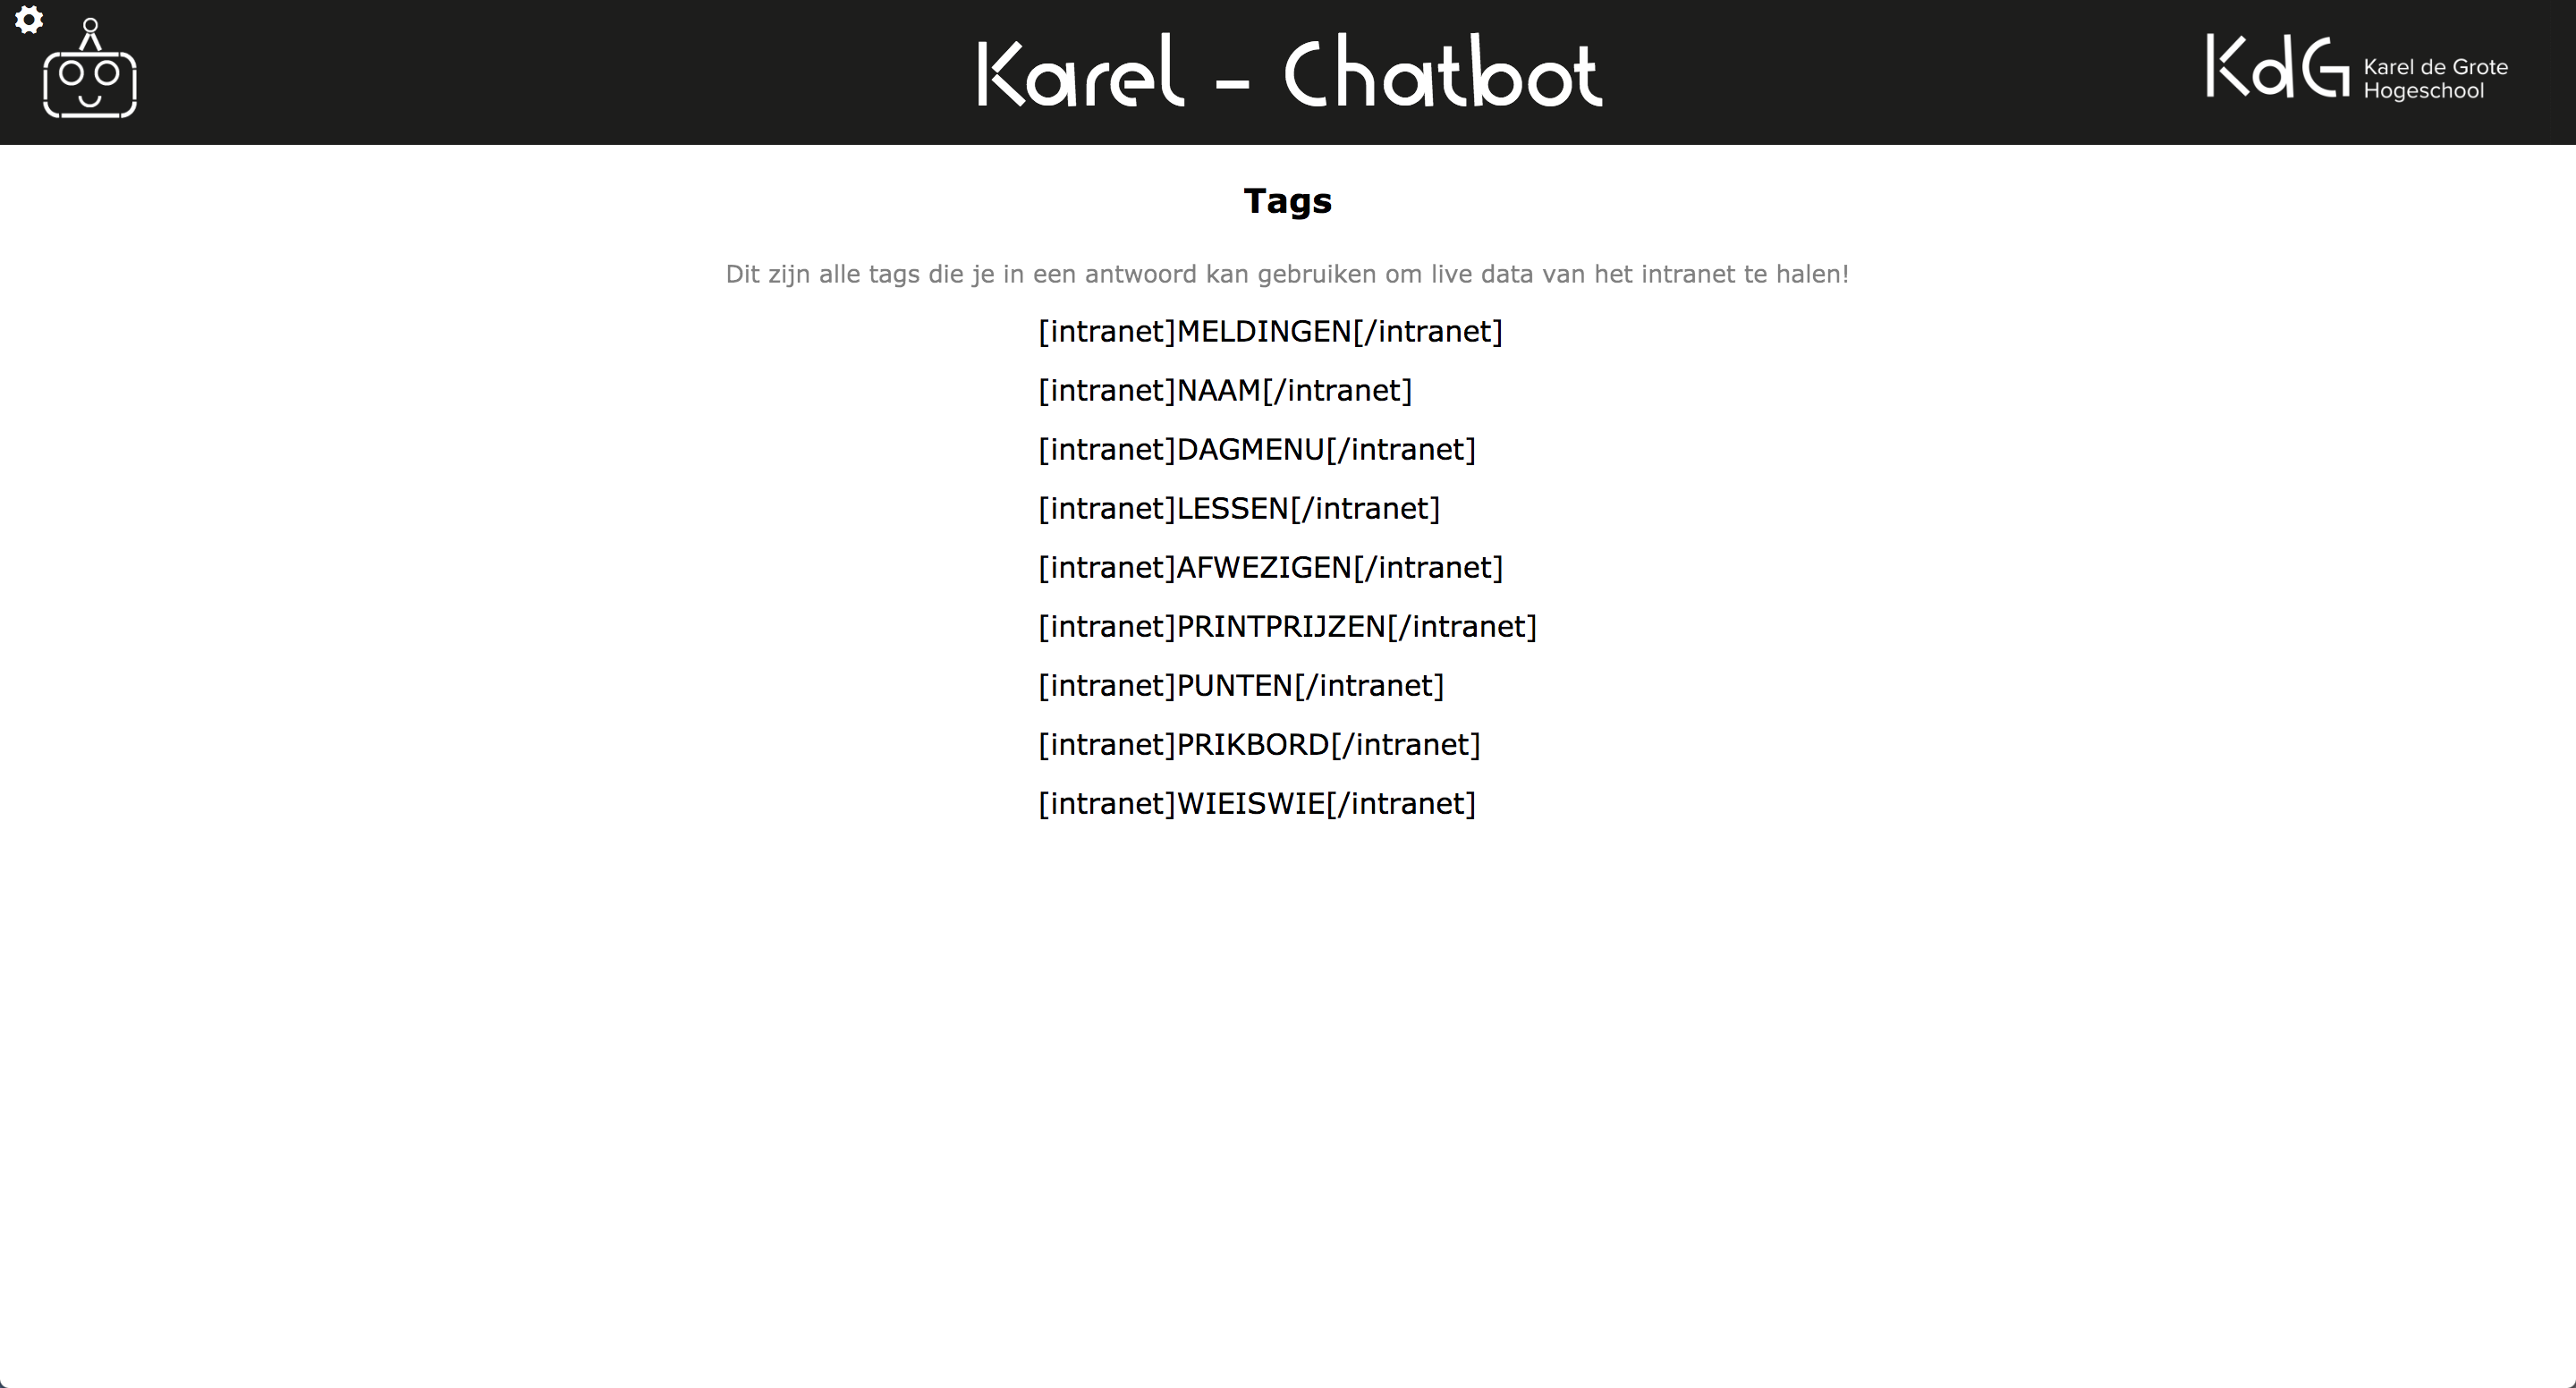 Karel - Chatbot
KdG Karel de Grote
Hogeschool
Tags
Dit zijn alle tags die je in een antwoord kan gebruiken om live data van het intranet te halen!
[intranet]MELDINGEN[/intranet]
[intranet]NAAM[/intranet]
[intranet]DAGMENU[/intranet]
[intranet]LESSEN[/intranet]
[intranet]AFWEZIGEN[/intranet]
[intranet]PRINTPRIJZEN[/intranet]
[intranet]PUNTEN[/intranet]
[intranet]PRIKBORD[/intranet]
[intranet]WIEISWIE[/intranet]